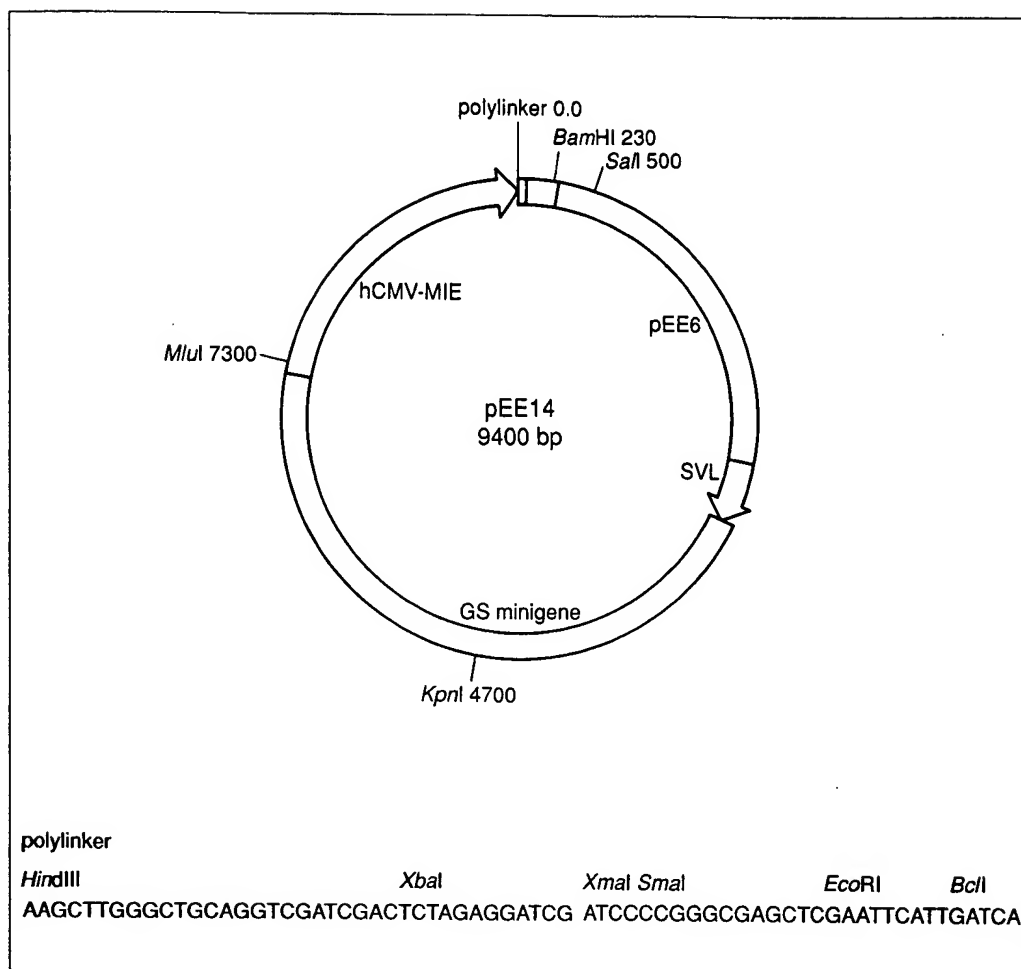 polylinker 0.0
BamHI 230
SalI 500
hCMV-MIE
pEE6
MluI 7300
pEE14
9400 bp
SVL
GS minigene
KpnI 4700
polylinker
HindIII XbaI XmaI SmaI EcoRI BclI
AAGCTTGGGCTGCAGGTCGATCGACTCTAGAGGATCG ATCCCCGGGCGAGCTCGAATTCATTGATCA